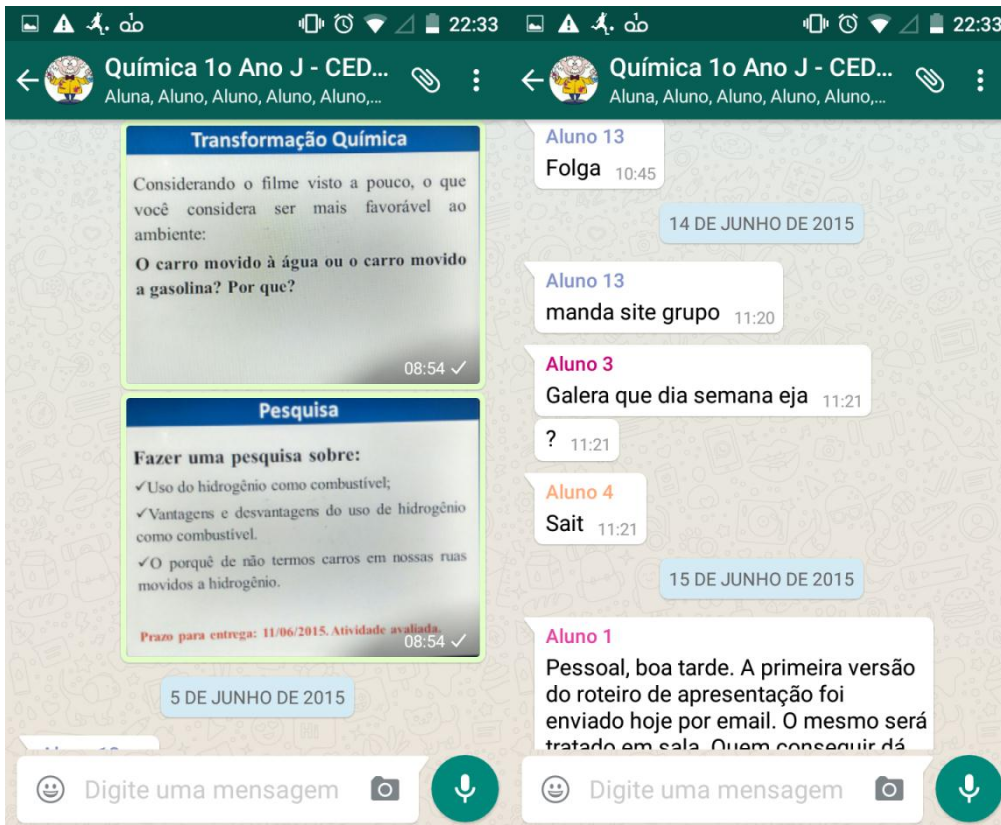 22:33
Química 1o Ano J - CED...
Aluna, Aluno, Aluno, Aluno, Aluno,...
Transformação Química
Considerando o filme visto a pouco, o que
você considera ser mais favorável ao
ambiente:
O carro movido à água ou o carro movido
a gasolina? Por que?
08:54
Pesquisa
Fazer uma pesquisa sobre:
✓Uso do hidrogênio como combustível;
✓Vantagens e desvantagens do uso de hidrogênio
como combustível.
✓O porquê de não termos carros em nossas ruas
movidos a hidrogênio.
Prazo para entrega: 11/06/2015. Atividade avaliada.
08:54
5 DE JUNHO DE 2015
Digite uma mensagem
22:33
Química 1o Ano J - CED...
Aluna, Aluno, Aluno, Aluno, Aluno,...
Aluno 13
Folga 10:45
14 DE JUNHO DE 2015
Aluno 13
manda site grupo 11:20
Aluno 3
Galera que dia semana eja 11:21
? 11:21
Aluno 4
Sait 11:21
15 DE JUNHO DE 2015
Aluno 1
Pessoal, boa tarde. A primeira versão
do roteiro de apresentação foi
enviado hoje por email. O mesmo será
tratado em sala. Quem conseguir dá
Digite uma mensagem